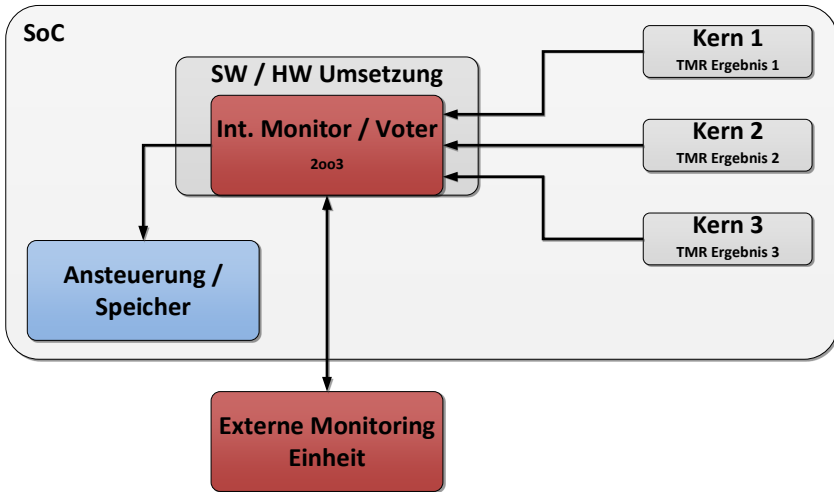 SoC
SW / HW Umsetzung
Int. Monitor / Voter
2oo3
Kern 1
TMR Ergebnis 1
Kern 2
TMR Ergebnis 2
Kern 3
TMR Ergebnis 3
Ansteuerung /
Speicher
Externe Monitoring
Einheit